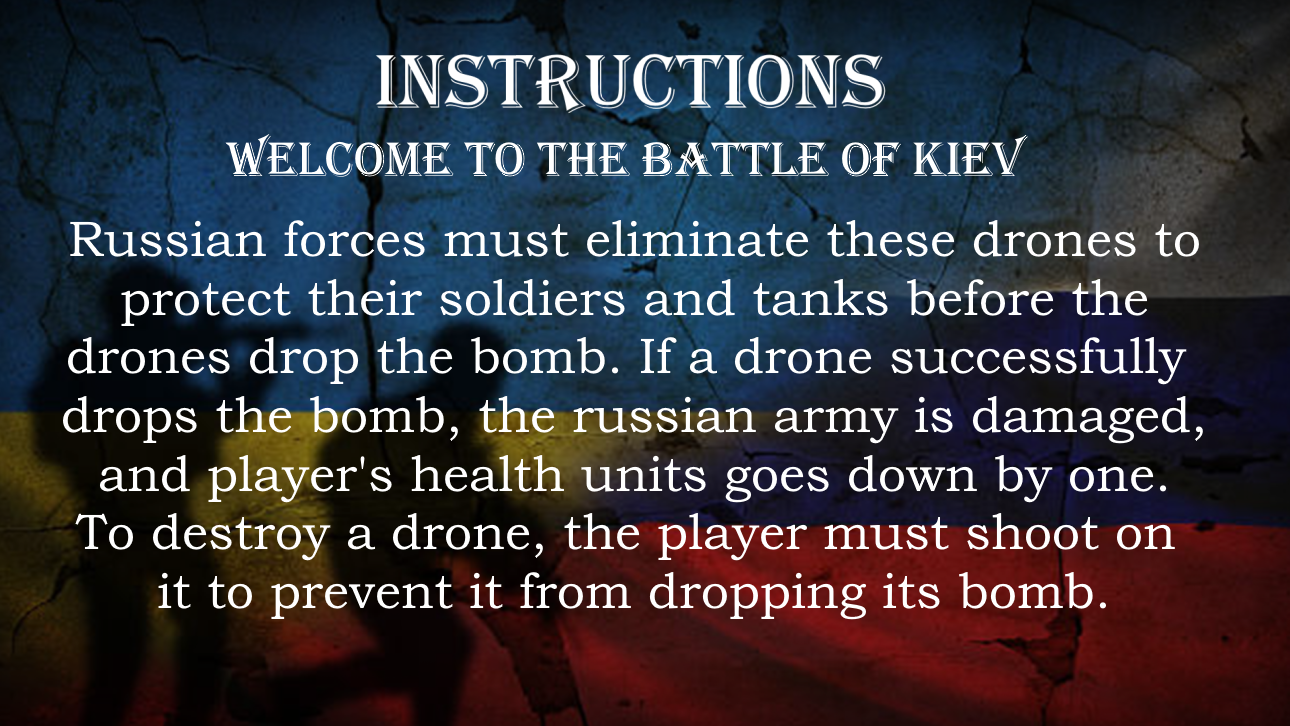 INSTRUCTIONS
WELCOME TO THE BATTLE OF KIEV
Russian forces must eliminate these drones to
protect their soldiers and tanks before the
drones drop the bomb. If a drone successfully
drops the bomb, the russian army is damaged,
and player's health units goes down by one.
To destroy a drone, the player must shoot on
it to prevent it from dropping its bomb.